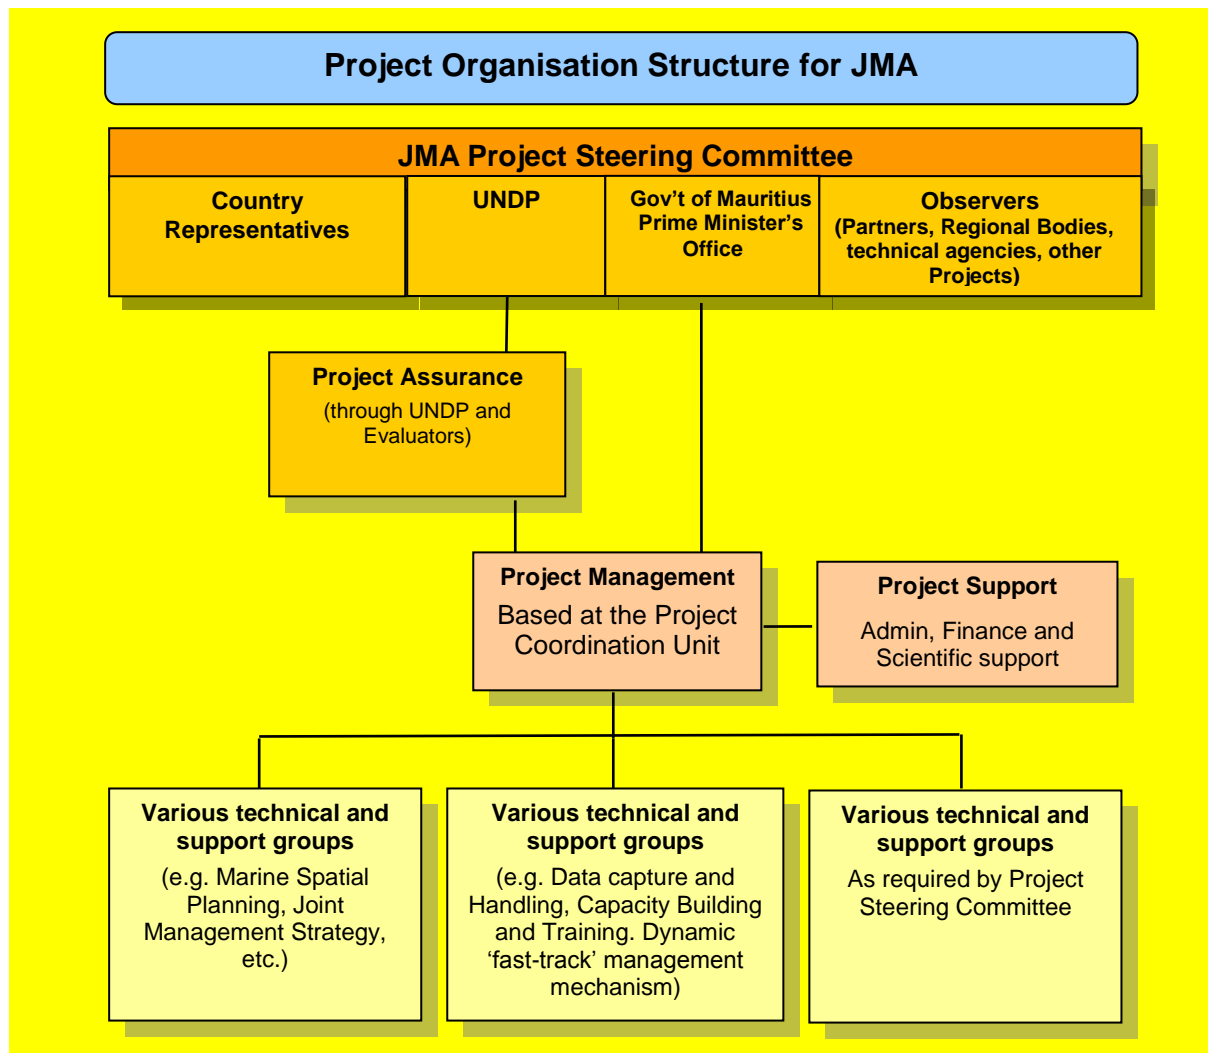 Project Organisation Structure for JMA
JMA Project Steering Committee
Country
Representatives
UNDP
Gov’t of Mauritius
Prime Minister’s
Office
Observers
(Partners, Regional Bodies,
technical agencies, other
Projects)
Project Assurance
(through UNDP and
Evaluators)
Project Management
Based at the Project
Coordination Unit
Project Support
Admin, Finance and
Scientific support
Various technical and
support groups
(e.g. Marine Spatial
Planning, Joint
Management Strategy,
etc.)
Various technical and
support groups
(e.g. Data capture and
Handling, Capacity Building
and Training. Dynamic
‘fast-track’ management
mechanism)
Various technical and
support groups
As required by Project
Steering Committee